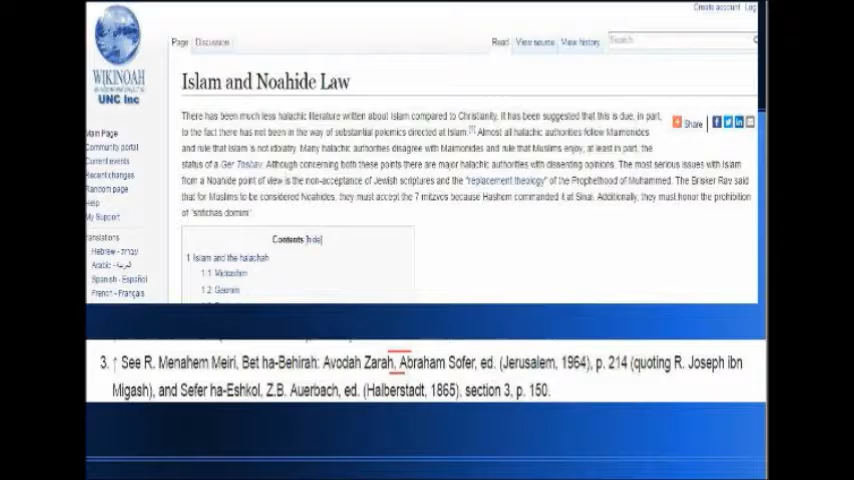 Create account Log
Page Discussion Read View source View history Search
WIKINOAH
UNC Inc
Islam and Noahide Law
There has been much less halachic literature written about Islam compared to Christianity. It has been suggested that this is due, in part,
to the fact there has not been in the way of substantial polemics directed at Islam. Almost all halachic authorities follow Maimonides
and rule that Islam is not idolatry. Many halachic authorities disagree with Maimonides and rule that Muslims enjoy, at least in part, the
status of a Ger Toshav. Although concerning both these points there are major halachic authorities with dissenting opinions. The most serious issues with Islam
from a Noahide point of view is the non-acceptance of Jewish scriptures and the "replacement theology" of the Prophethood of Muhammed. The Brisker Rav said
that for Muslims to be considered Noahides, they must accept the 7 mitzvos because Hashem commanded it at Sinai. Additionally, they must honor the prohibition
of "shfichas domim"
Share
Main Page
Community portal
Current events
Recent changes
Random page
Help
My Support
translations
Hebrew - עברית
Arabic - العربية
Spanish - Español
French - Français
Contents [hide]
1 Islam and the halachah
1.1
1.2 Geonim
3. ↑ See R. Menahem Meiri, Bet ha-Behirah: Avodah Zarah, Abraham Sofer, ed. (Jerusalem, 1964), p. 214 (quoting R. Joseph ibn
Migash), and Sefer ha-Eshkol, Z.B. Auerbach, ed. (Halberstadt, 1865), section 3, p. 150.